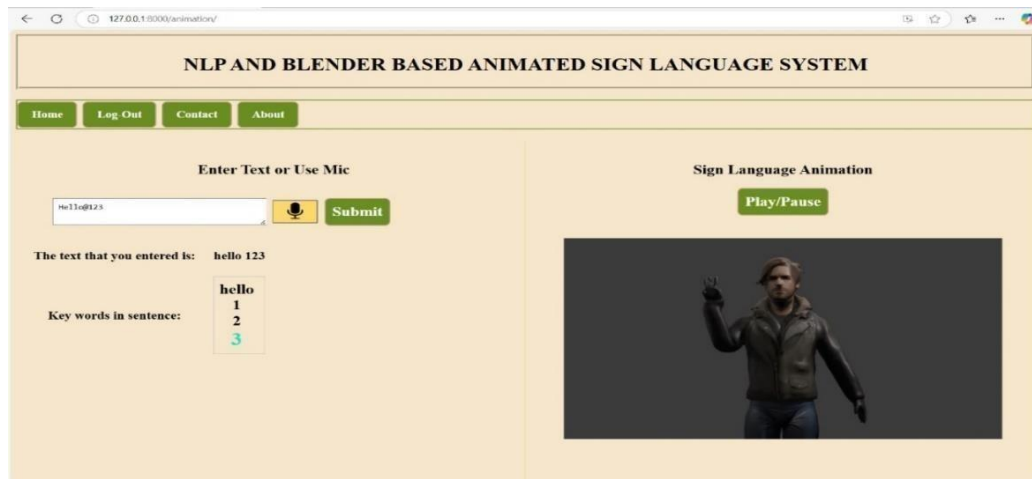 127.0.0.1:8000/animation/
NLP AND BLENDER BASED ANIMATED SIGN LANGUAGE SYSTEM
Home Log-Out Contact About
Enter Text or Use Mic
Hello@123
Submit
The text that you entered is: hello 123
Key words in sentence:
hello
1
2
3
Sign Language Animation
Play/Pause